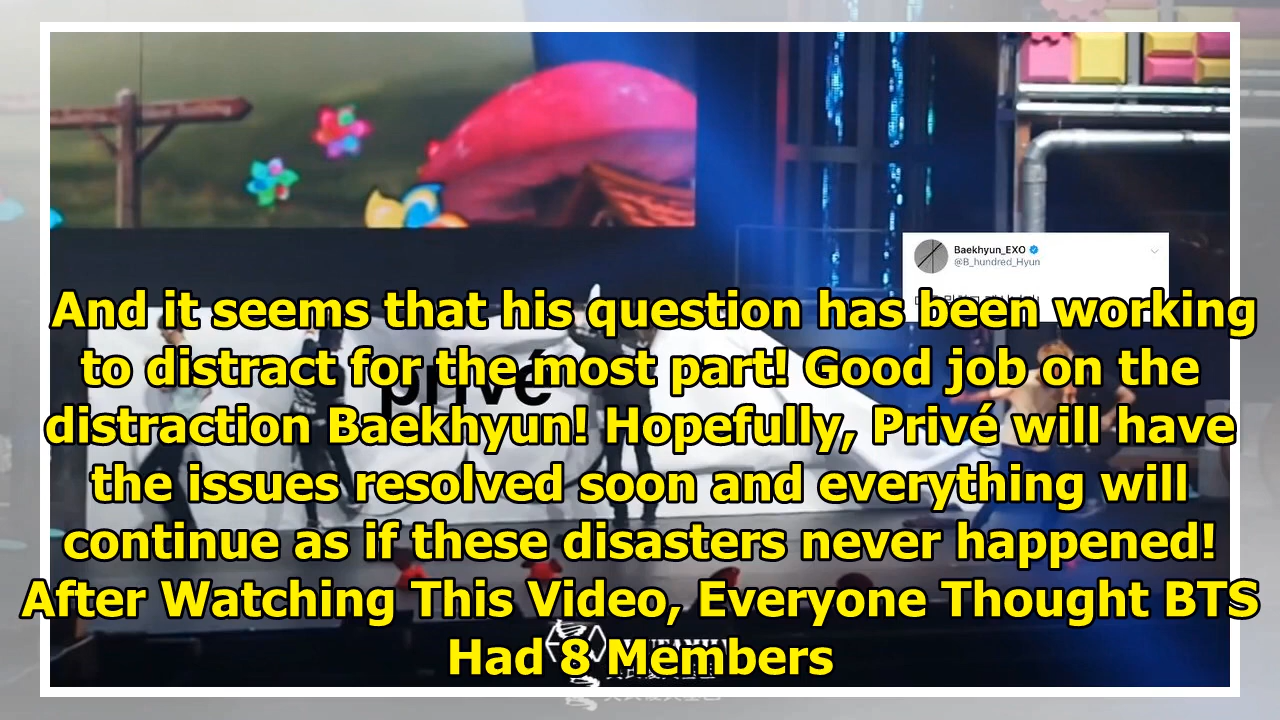 Baekhyun_EXO
@B_hundred_Hyun
And it seems that his question has been working
to distract for the most part! Good job on the
distraction Baekhyun! Hopefully, Privé will have
the issues resolved soon and everything will
continue as if these disasters never happened!
After Watching This Video, Everyone Thought BTS
Had 8 Members
privé